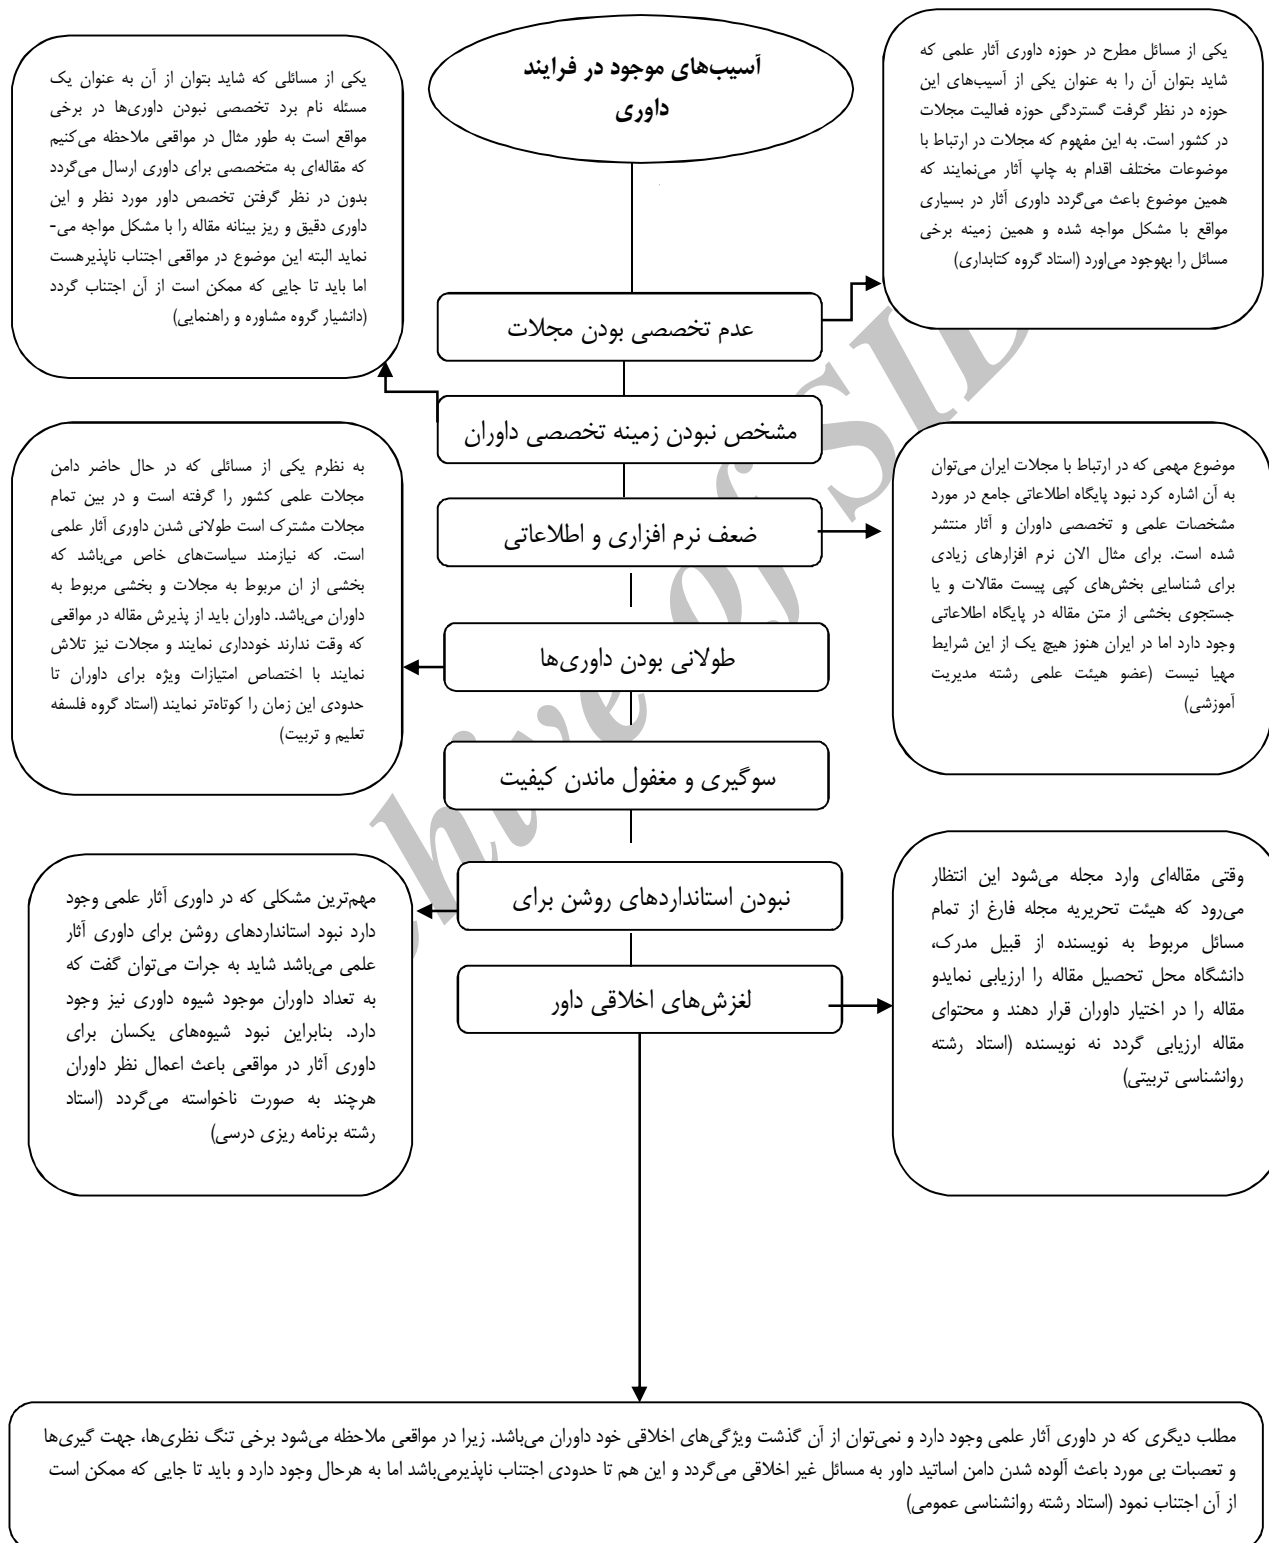 آسیب‌های موجود در فرایند
داوری
یکی از مسائل مطرح در حوزه داوری آثار علمی که
شاید بتوان آن را به عنوان یکی از آسیب‌های این
حوزه در نظر گرفت گستردگی حوزه فعالیت مجلات
در کشور است. به این مفهوم که مجلات در ارتباط با
موضوعات مختلف اقدام به چاپ آثار می‌نمایند که
همین موضوع باعث می‌گردد داوری آثار در بسیاری
مواقع با مشکل مواجه شده و همین زمینه برخی
مسائل را بهوجود می‌اورد (استاد گروه کتابداری)
یکی از مسائلی که شاید بتوان از آن به عنوان یک
مسئله نام برد تخصصی نبودن داوری‌ها در برخی
مواقع است به طور مثال در مواقعی ملاحظه می‌کنیم
که مقاله‌ای به متخصصی برای داوری ارسال می‌گردد
بدون در نظر گرفتن تخصص داور مورد نظر و این
داوری دقیق و ریز بینانه مقاله را با مشکل مواجه می-
نماید البته این موضوع در مواقعی اجتناب ناپذیرهست
اما باید تا جایی که ممکن است از آن اجتناب گردد
(دانشیار گروه مشاوره و راهنمایی)
عدم تخصصی بودن مجلات
مشخص نبودن زمینه تخصصی داوران
ضعف نرم افزاری و اطلاعاتی
موضوع مهمی که در ارتباط با مجلات ایران می‌توان
به آن اشاره کرد نبود پایگاه اطلاعاتی جامع در مورد
مشخصات علمی و تخصصی داوران و آثار منتشر
شده است. برای مثال الان نرم افزارهای زیادی
برای شناسایی بخش‌های کپی پیست مقالات و یا
جستجوی بخشی از متن مقاله در پایگاه اطلاعاتی
وجود دارد اما در ایران هنوز هیچ یک از این شرایط
مهیا نیست (عضو هیئت علمی رشته مدیریت
آموزشی)
به نظرم یکی از مسائلی که در حال حاضر دامن
مجلات علمی کشور را گرفته است و در بین تمام
مجلات مشترک است طولانی شدن داوری آثار علمی
است. که نیازمند سیاست‌های خاص می‌باشد که
بخشی از ان مربوط به مجلات و بخشی مربوط به
داوران می‌باشد. داوران باید از پذیرش مقاله در مواقعی
که وقت ندارند خودداری نمایند و مجلات نیز تلاش
نمایند با اختصاص امتیازات ویژه برای داوران تا
حدودی این زمان را کوتاه‌تر نمایند (استاد گروه فلسفه
تعلیم و تربیت)
طولانی بودن داوری‌ها
سوگیری و مغفول ماندن کیفیت
نبودن استانداردهای روشن برای
لغزش‌های اخلاقی داور
وقتی مقاله‌ای وارد مجله می‌شود این انتظار
می‌رود که هیئت تحریریه مجله فارغ از تمام
مسائل مربوط به نویسنده از قبیل مدرک،
دانشگاه محل تحصیل مقاله را ارزیابی نمایدو
مقاله را در اختیار داوران قرار دهند و محتوای
مقاله ارزیابی گردد نه نویسنده (استاد رشته
روانشناسی تربیتی)
مهم‌ترین مشکلی که در داوری آثار علمی وجود
دارد نبود استانداردهای روشن برای داوری آثار
علمی می‌باشد شاید به جرات می‌توان گفت که
به تعداد داوران موجود شیوه داوری نیز وجود
دارد. بنابراین نبود شیوه‌های یکسان برای
داوری آثار در مواقعی باعث اعمال نظر داوران
هرچند به صورت ناخواسته می‌گردد (استاد
رشته برنامه ریزی درسی)
مطلب دیگری که در داوری آثار علمی وجود دارد و نمی‌توان از آن گذشت ویژگی‌های اخلاقی خود داوران می‌باشد. زیرا در مواقعی ملاحظه می‌شود برخی تنگ نظری‌ها، جهت گیری‌ها
و تعصبات بی مورد باعث آلوده شدن دامن اساتید داور به مسائل غیر اخلاقی می‌گردد و این هم تا حدودی اجتناب ناپذیرمی‌باشد اما به هرحال وجود دارد و باید تا جایی که ممکن است
از آن اجتناب نمود (استاد رشته روانشناسی عمومی)